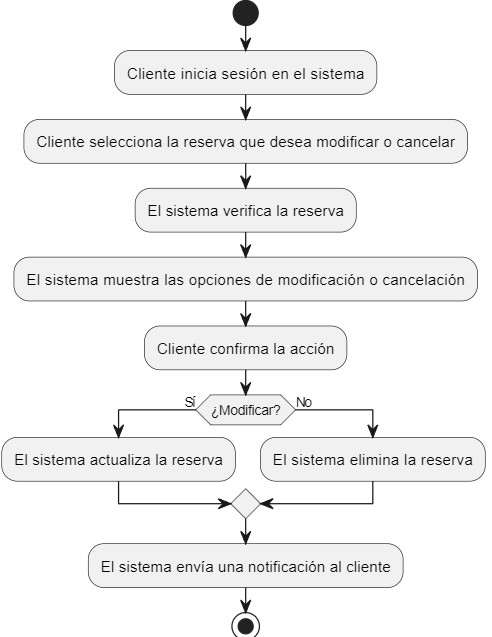 Cliente inicia sesión en el sistema
Cliente selecciona la reserva que desea modificar o cancelar
El sistema verifica la reserva
El sistema muestra las opciones de modificación o cancelación
Cliente confirma la acción
Sí
¿Modificar?
No
El sistema actualiza la reserva
El sistema elimina la reserva
El sistema envía una notificación al cliente